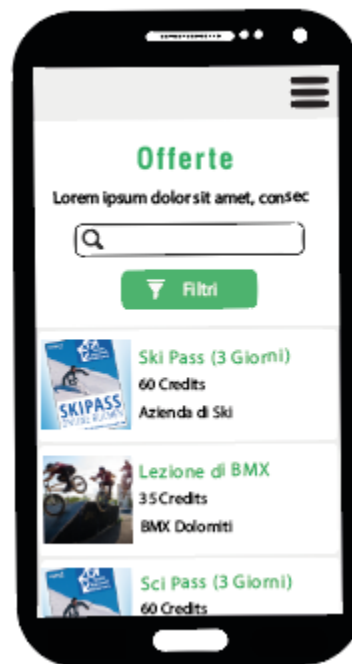 Offerte
Lorem ipsum dolor sit amet, consec
Filtri
Ski Pass (3 Giorni)
60 Credits
Azienda di Ski
SKIPASS
Lezione di BMX
35 Credits
BMX Dolomiti
Sci Pass (3 Giorni)
60 Credits